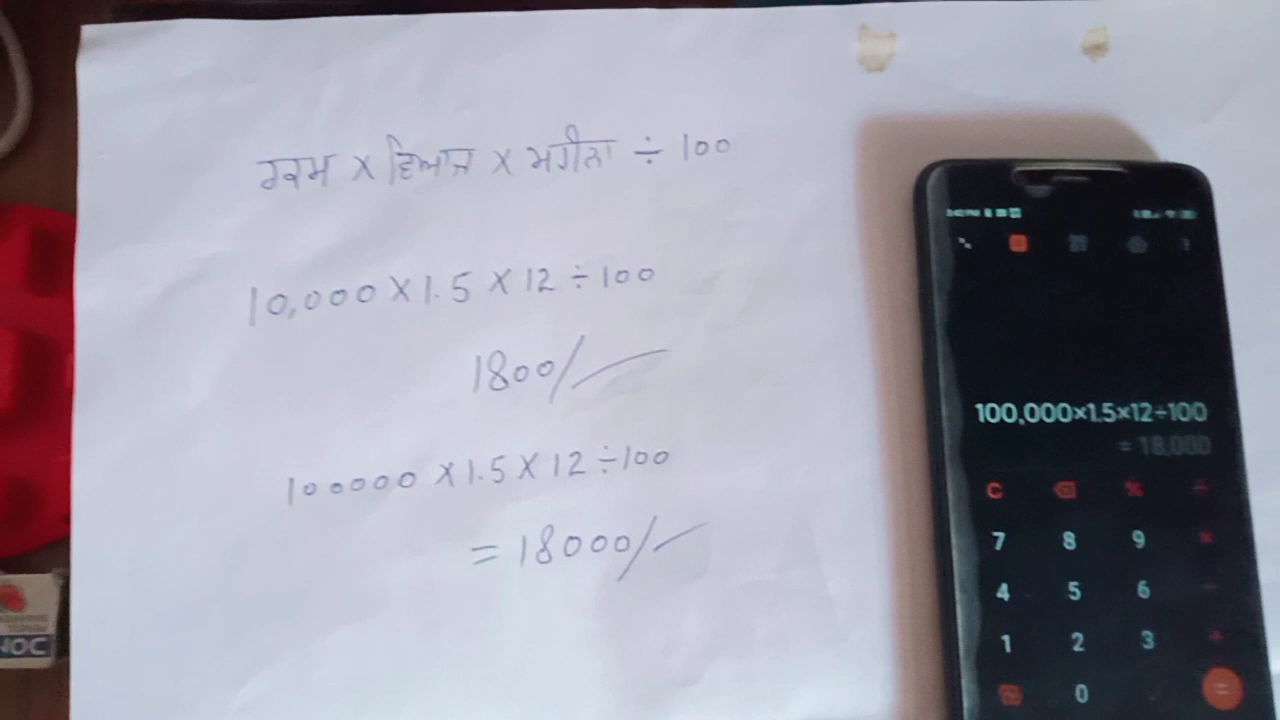 ਰਕਮ × ਵਿਆਜ × ਮਹੀਨਾ ÷ 100
10,000 × 1.5 × 12 ÷ 100
1800/
100000 × 1.5 × 12 ÷ 100
= 18000/
100,000×1.5×12÷100
= 18,000
C % ÷
7 8 9 ×
4 5 6 −
1 2 3 +
0 =
NOC